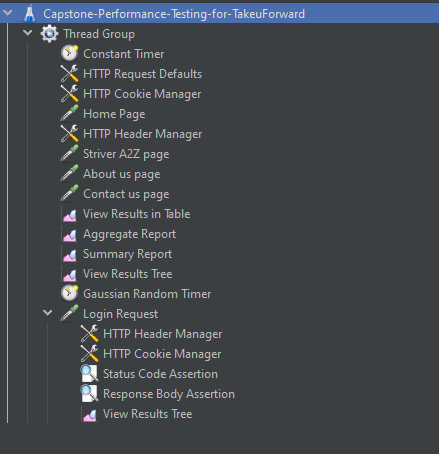 Capstone-Performance-Testing-for-TakeuForward
Thread Group
Constant Timer
HTTP Request Defaults
HTTP Cookie Manager
Home Page
HTTP Header Manager
Striver A2Z page
About us page
Contact us page
View Results in Table
Aggregate Report
Summary Report
View Results Tree
Gaussian Random Timer
Login Request
HTTP Header Manager
HTTP Cookie Manager
Status Code Assertion
Response Body Assertion
View Results Tree